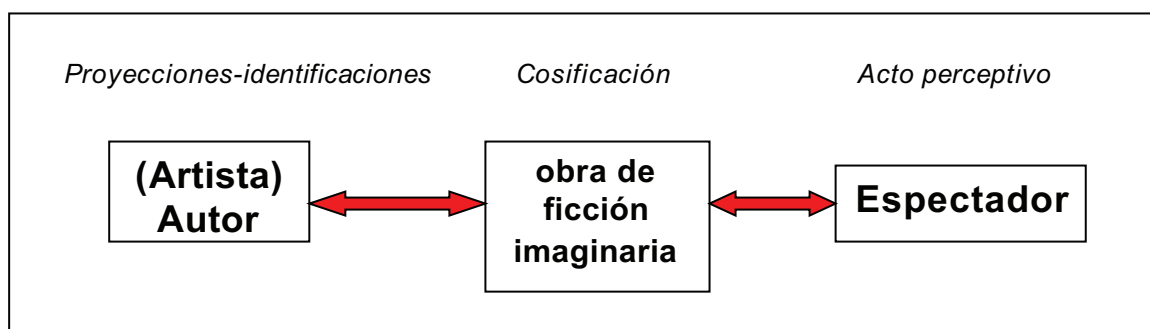 Proyecciones-identificaciones
Cosificación
Acto perceptivo
(Artista)
Autor
obra de
ficción
imaginaria
Espectador